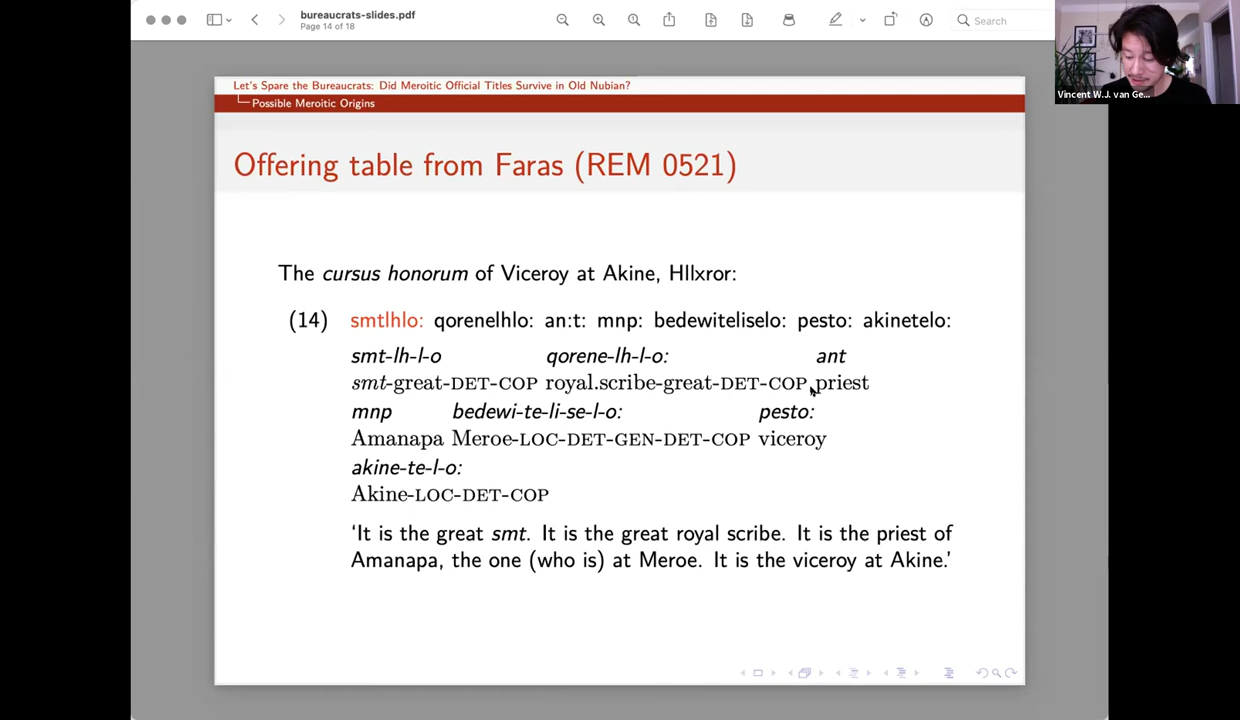 bureaucrats-slides.pdf
Page 14 of 18
Search
Vincent W.J. van Ge...
Let's Spare the Bureaucrats: Did Meroitic Official Titles Survive in Old Nubian?
Possible Meroitic Origins
Offering table from Faras (REM 0521)
The cursus honorum of Viceroy at Akine, Hllxror:
(14) smtlhlo: qorenelhlo: an:t: mnp: bedewiteliselo: pesto: akinetelo:
smt-lh-l-o qorene-lh-l-o: ant
smt-great-DET-COP royal.scribe-great-DET-COP priest
mnp bedewi-te-li-se-l-o: pesto:
Amanapa Meroe-LOC-DET-GEN-DET-COP viceroy
akine-te-l-o:
Akine-LOC-DET-COP
‘It is the great smt. It is the great royal scribe. It is the priest of
Amanapa, the one (who is) at Meroe. It is the viceroy at Akine.’